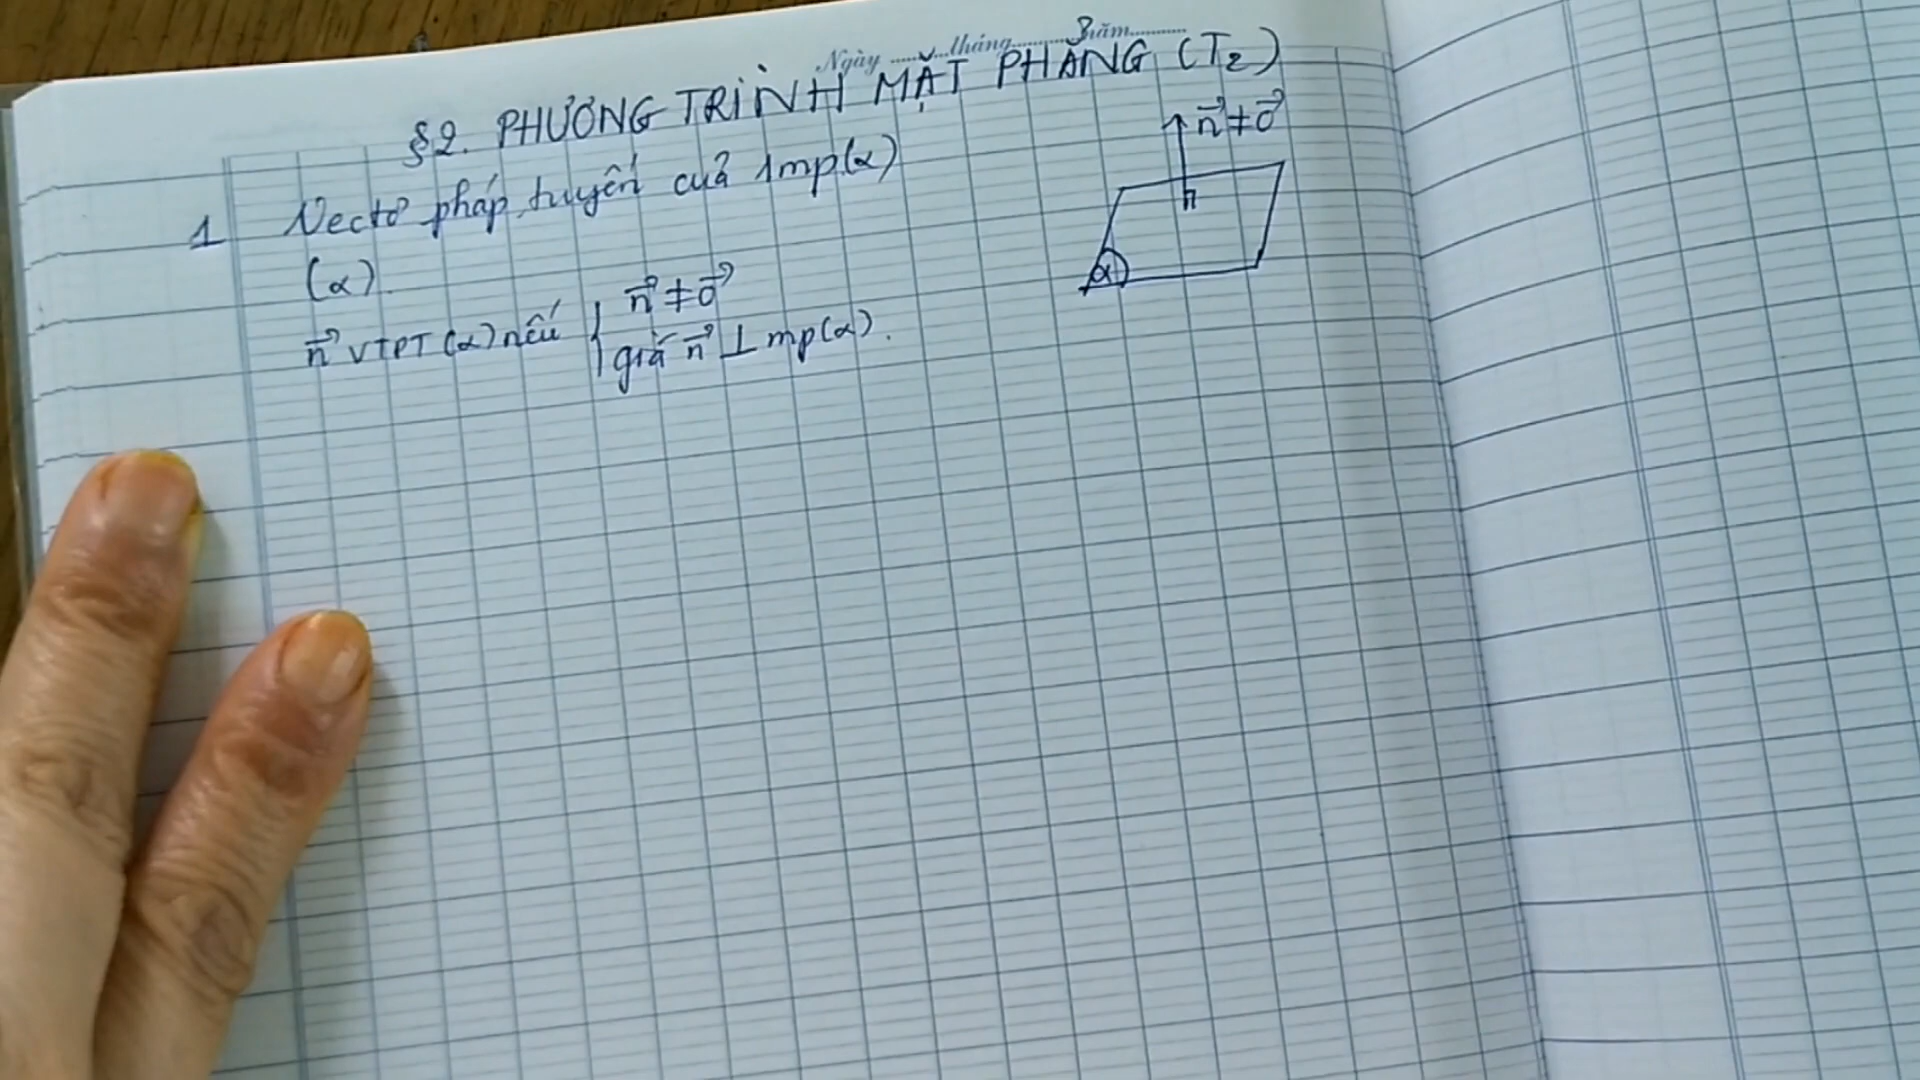 Ngày ........ tháng ........ năm ........
§2. PHƯƠNG TRÌNH MẶT PHẲNG (T2)
1 Vectơ pháp tuyến của 1mp(α)
n⃗ ≠ 0⃗
(α)
α
n⃗ VTPT (α) nếu { n⃗ ≠ 0⃗
giá n⃗ ⊥ mp(α).